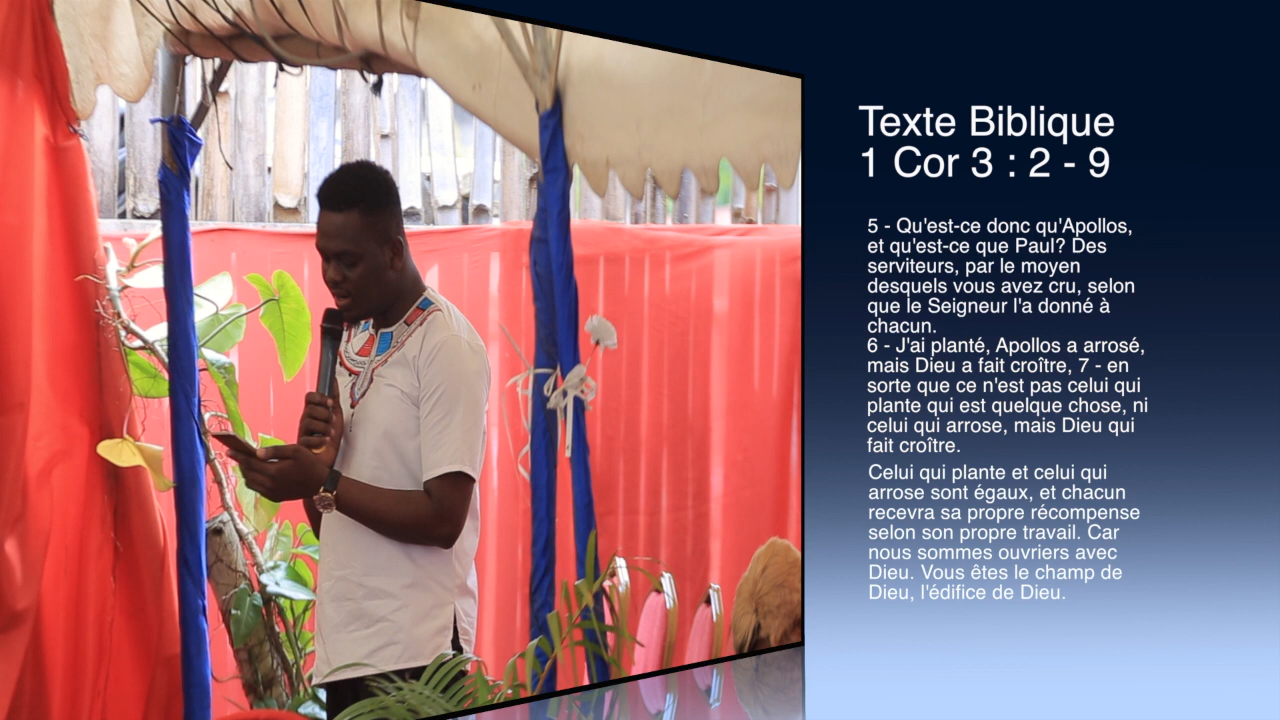 Texte Biblique
1 Cor 3 : 2 - 9
5 - Qu'est-ce donc qu'Apollos,
et qu'est-ce que Paul? Des
serviteurs, par le moyen
desquels vous avez cru, selon
que le Seigneur l'a donné à
chacun.
6 - J'ai planté, Apollos a arrosé,
mais Dieu a fait croître, 7 - en
sorte que ce n'est pas celui qui
plante qui est quelque chose, ni
celui qui arrose, mais Dieu qui
fait croître.
Celui qui plante et celui qui
arrose sont égaux, et chacun
recevra sa propre récompense
selon son propre travail. Car
nous sommes ouvriers avec
Dieu. Vous êtes le champ de
Dieu, l'édifice de Dieu.